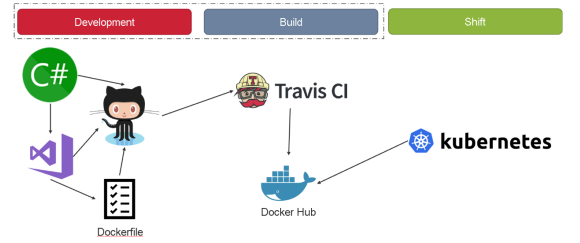 Development
Build
Shift
C#
T
Travis CI
kubernetes
Docker Hub
Dockerfile